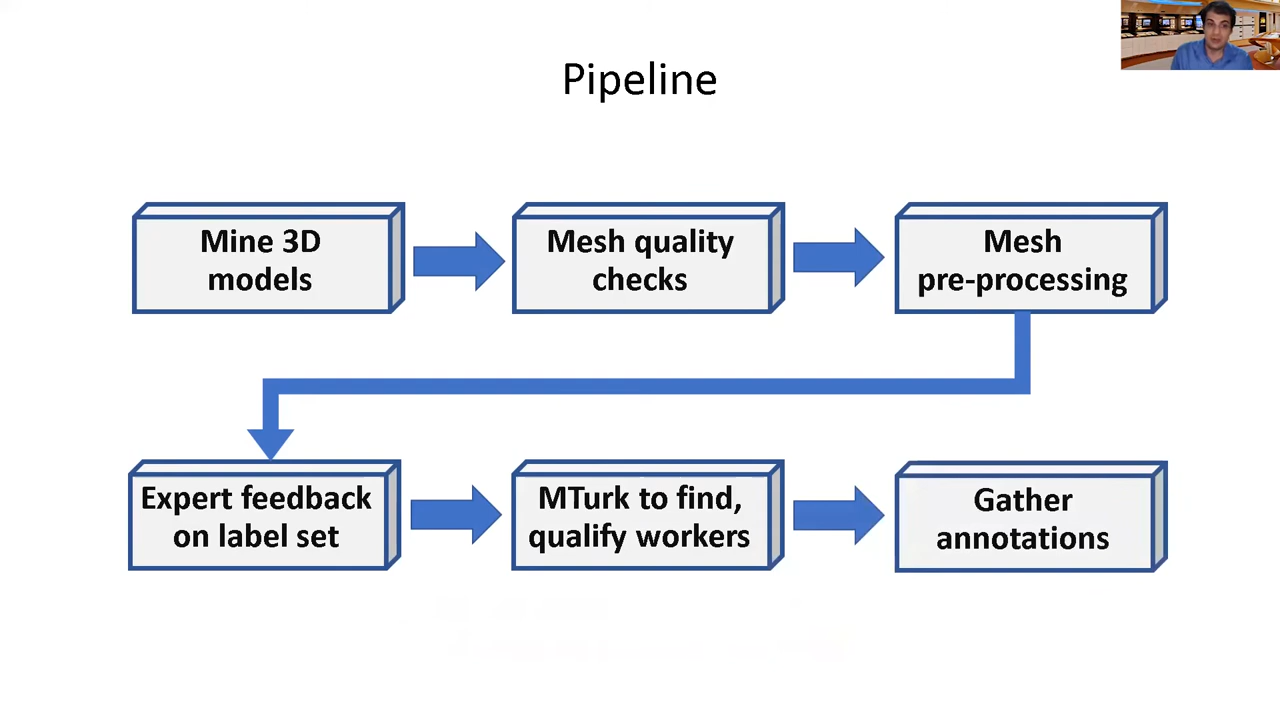 Pipeline
Mine 3D
models
Mesh quality
checks
Mesh
pre-processing
Expert feedback
on label set
MTurk to find,
qualify workers
Gather
annotations